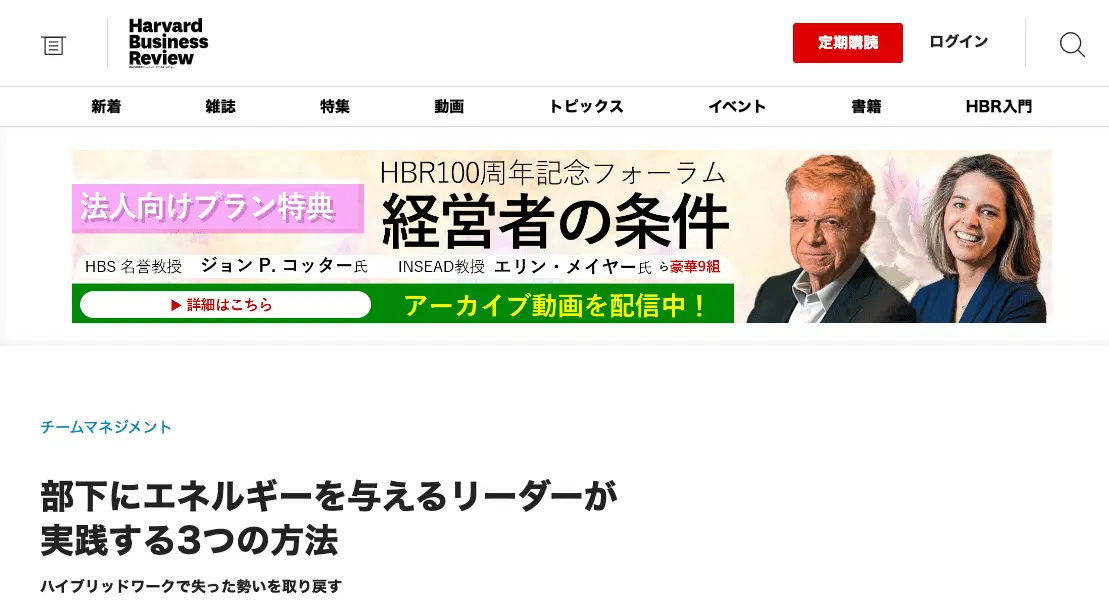 Harvard
Business
Review
定期購読
ログイン
新着
雑誌
特集
動画
トピックス
イベント
書籍
HBR入門
法人向けプラン特典
HBR100周年記念フォーラム
経営者の条件
HBS 名誉教授 ジョン P. コッター氏 INSEAD教授 エリン・メイヤー氏 ら豪華9組
▶ 詳細はこちら
アーカイブ動画を配信中！
チームマネジメント
部下にエネルギーを与えるリーダーが
実践する3つの方法
ハイブリッドワークで失った勢いを取り戻す